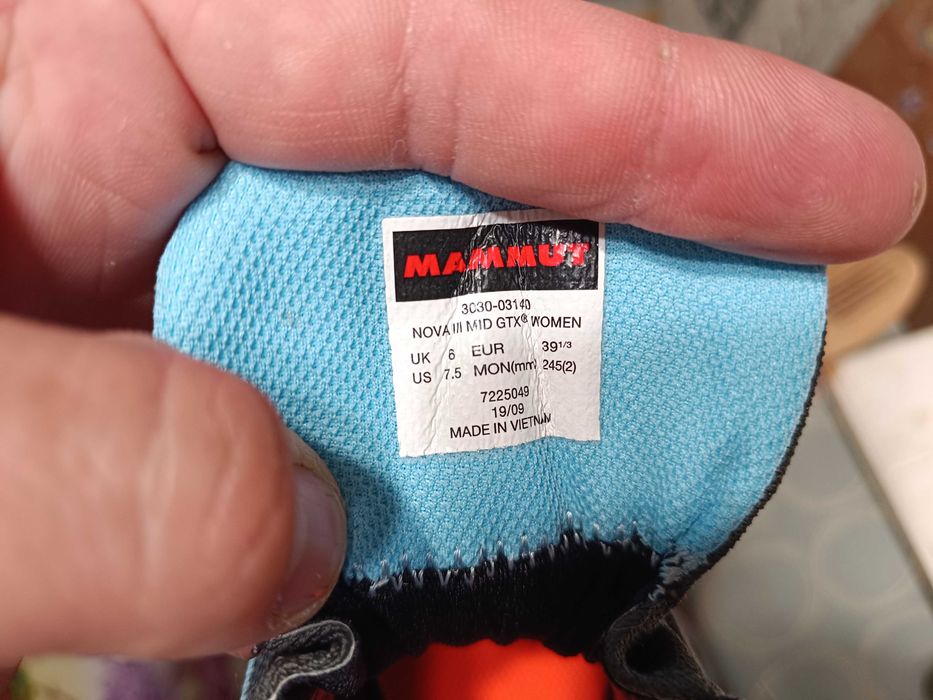 MAMMUT
3030-03140
NOVA III MID GTX® WOMEN
UK 6 EUR 39 1/3
US 7.5 MON(mm) 245(2)
7225049
19/09
MADE IN VIETNAM